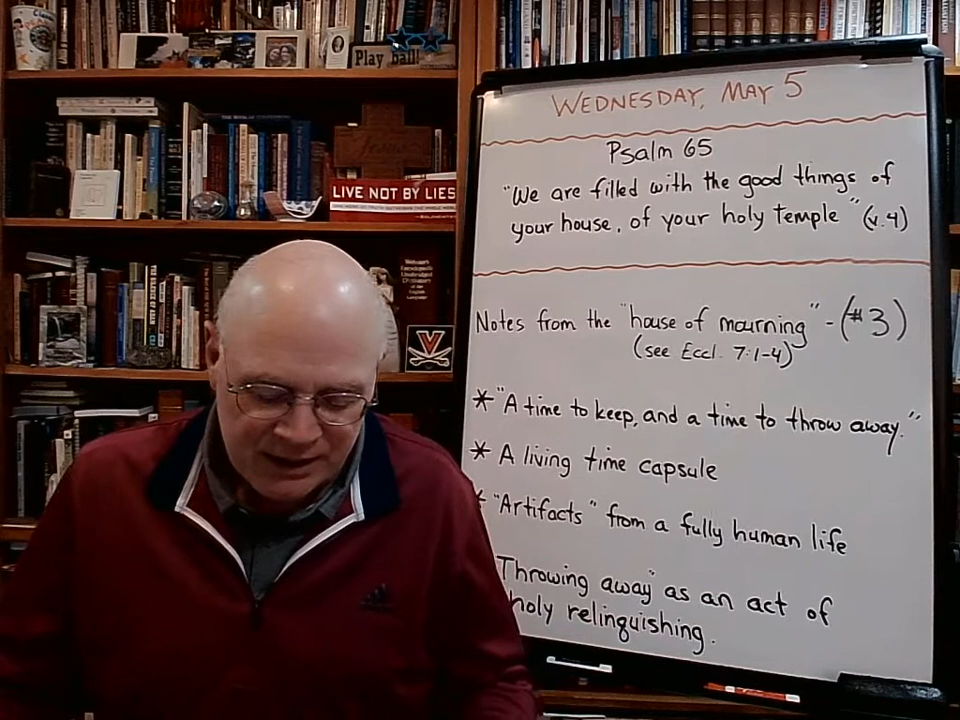 Play ball
LIVE NOT BY LIES
WEDNESDAY, MAY 5
Psalm 65
"We are filled with the good things of
your house, of your holy temple" (v. 4)
Notes from the "house of mourning" - (#3)
(see Eccl. 7:1-4)
* "A time to keep, and a time to throw away."
* A living time capsule
* "Artifacts" from a fully human life
Throwing away" as an act of
holy relinquishing.